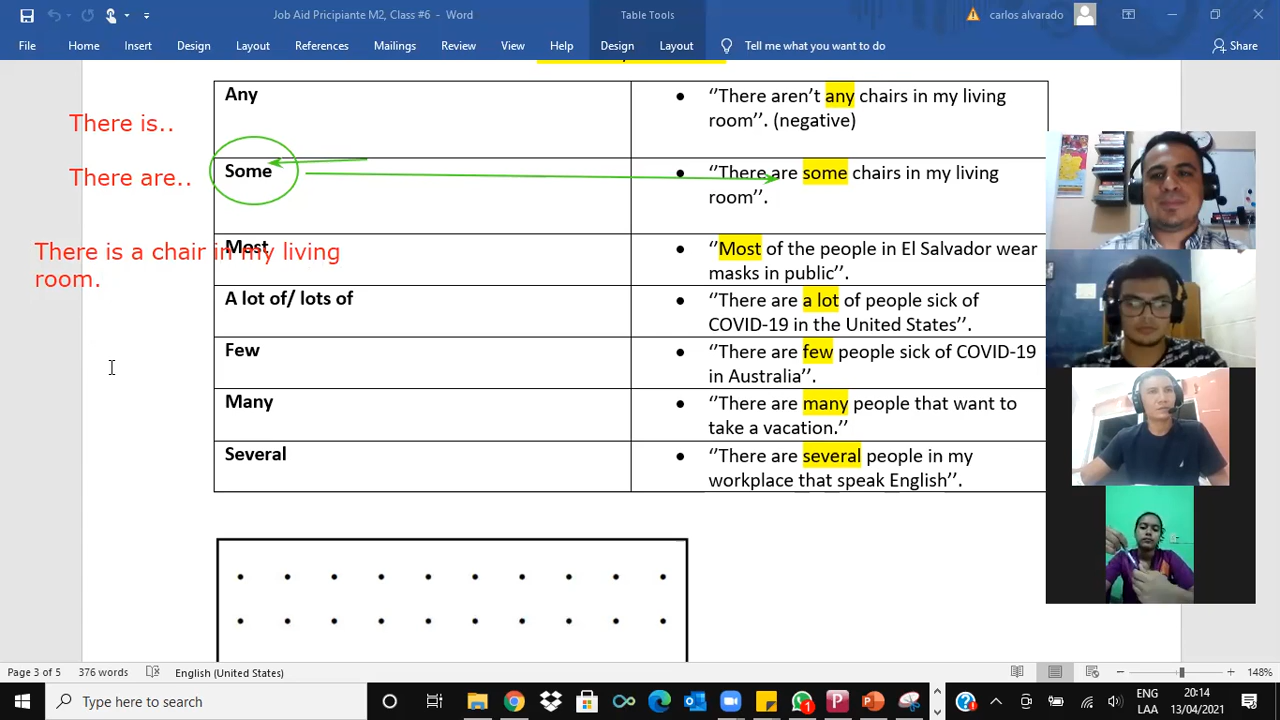 Job Aid Pricipiante M2, Class #6 - Word
Table Tools
carlos alvarado
File Home Insert Design Layout References Mailings Review View Help Design Layout Tell me what you want to do Share
Any
‘’There aren’t any chairs in my living
room’’. (negative)
There is..
Some
‘’There are some chairs in my living
room’’.
There are..
Most
‘’Most of the people in El Salvador wear
masks in public’’.
There is a chair in my living
room.
A lot of/ lots of
‘’There are a lot of people sick of
COVID-19 in the United States’’.
Few
‘’There are few people sick of COVID-19
in Australia’’.
Many
‘’There are many people that want to
take a vacation.’’
Several
‘’There are several people in my
workplace that speak English’’.
Page 3 of 5 376 words English (United States) 148%
Type here to search
1
ENG
LAA
20:14
13/04/2021